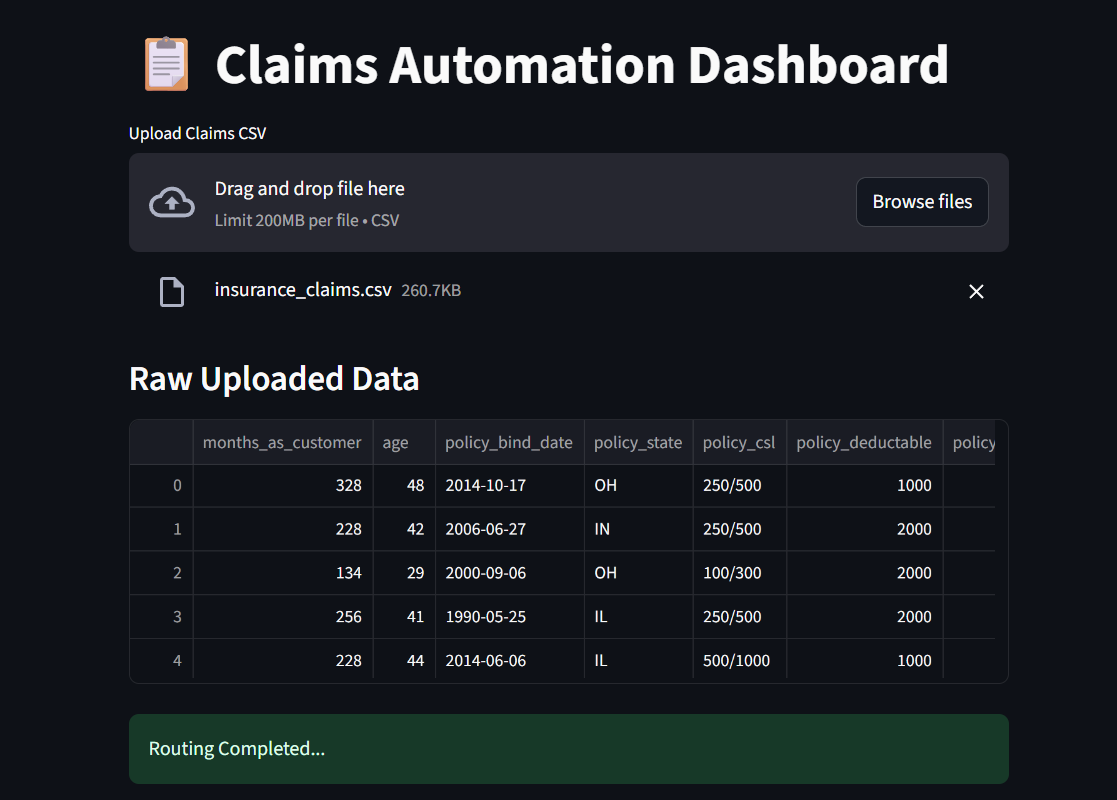 Claims Automation Dashboard
Upload Claims CSV
Drag and drop file here
Limit 200MB per file • CSV
Browse files
insurance_claims.csv 260.7KB
Raw Uploaded Data
months_as_customer age policy_bind_date policy_state policy_csl policy_deductable policy
0 328 48 2014-10-17 OH 250/500 1000
1 228 42 2006-06-27 IN 250/500 2000
2 134 29 2000-09-06 OH 100/300 2000
3 256 41 1990-05-25 IL 250/500 2000
4 228 44 2014-06-06 IL 500/1000 1000
Routing Completed...